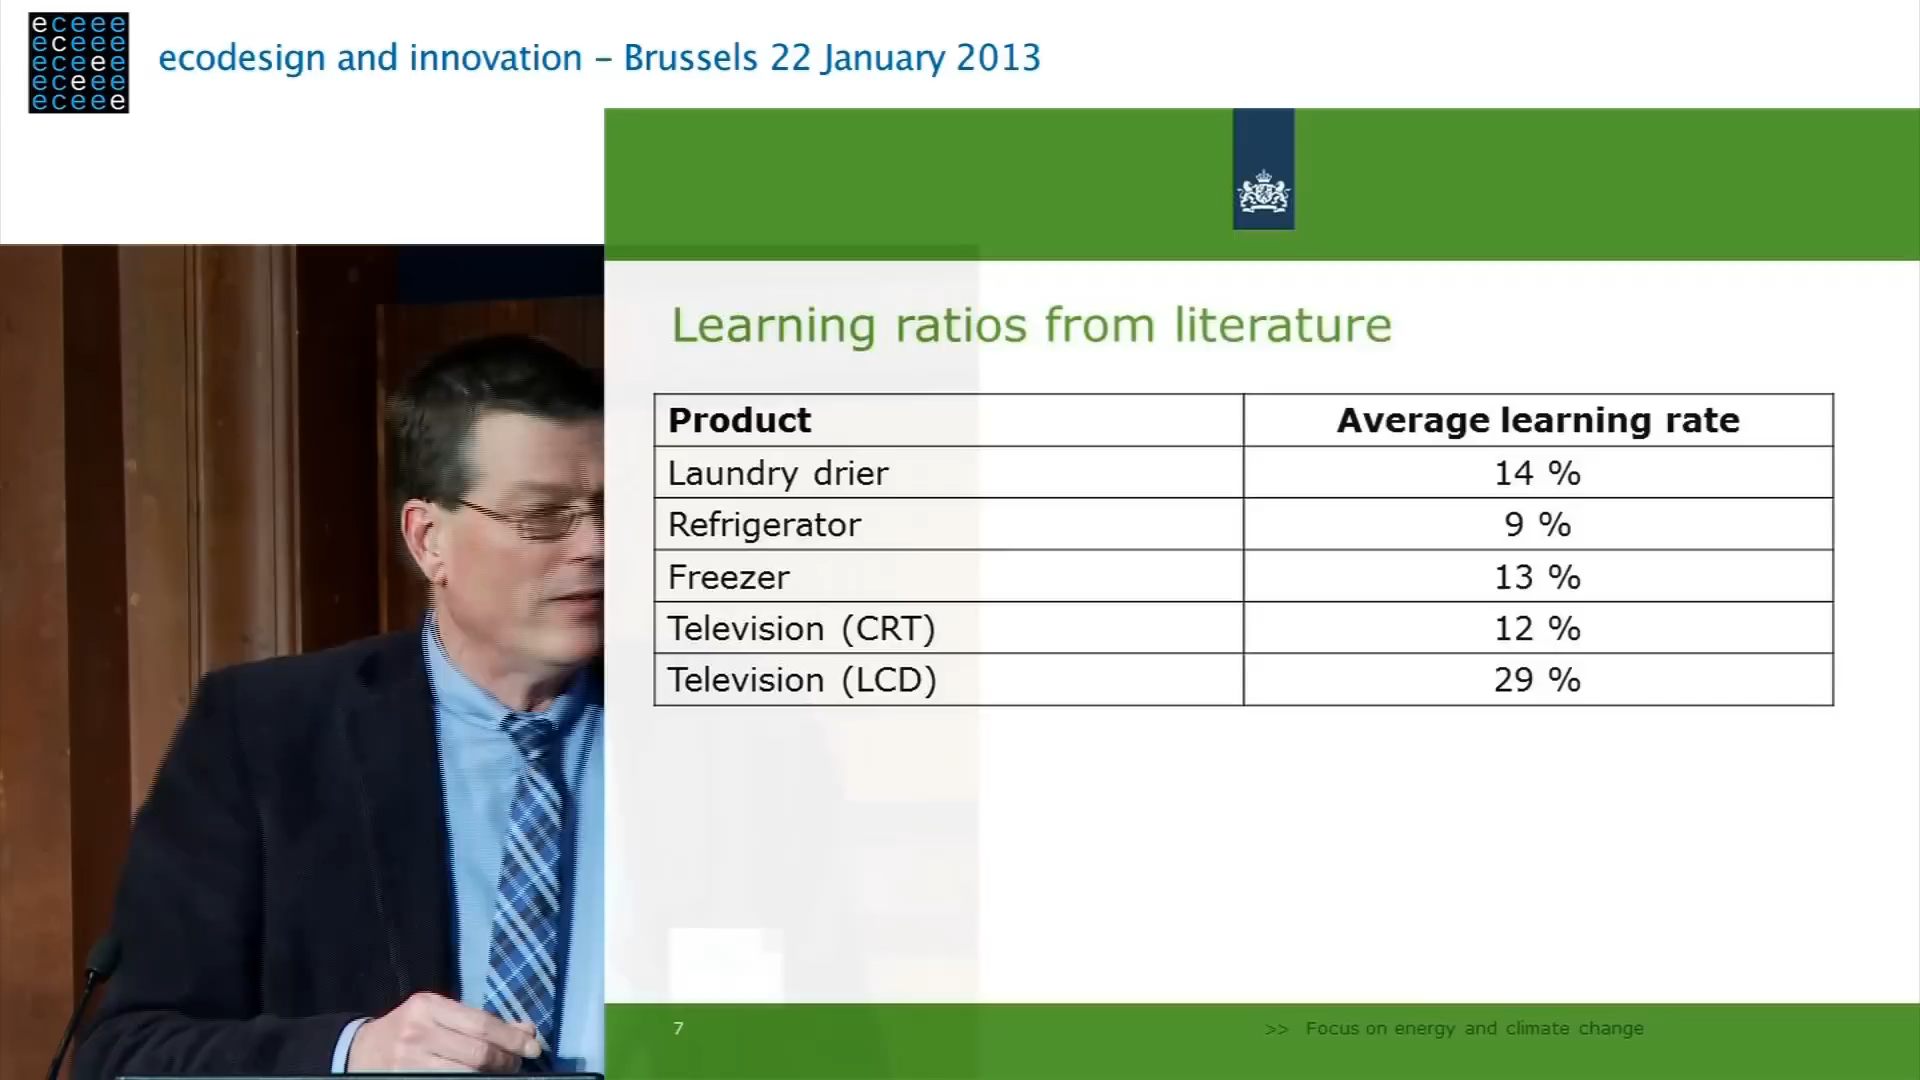 eceee
eceee
eceee
eceee
eceee
ecodesign and innovation – Brussels 22 January 2013
Learning ratios from literature
Product Average learning rate
Laundry drier 14 %
Refrigerator 9 %
Freezer 13 %
Television (CRT) 12 %
Television (LCD) 29 %
7 >> Focus on energy and climate change